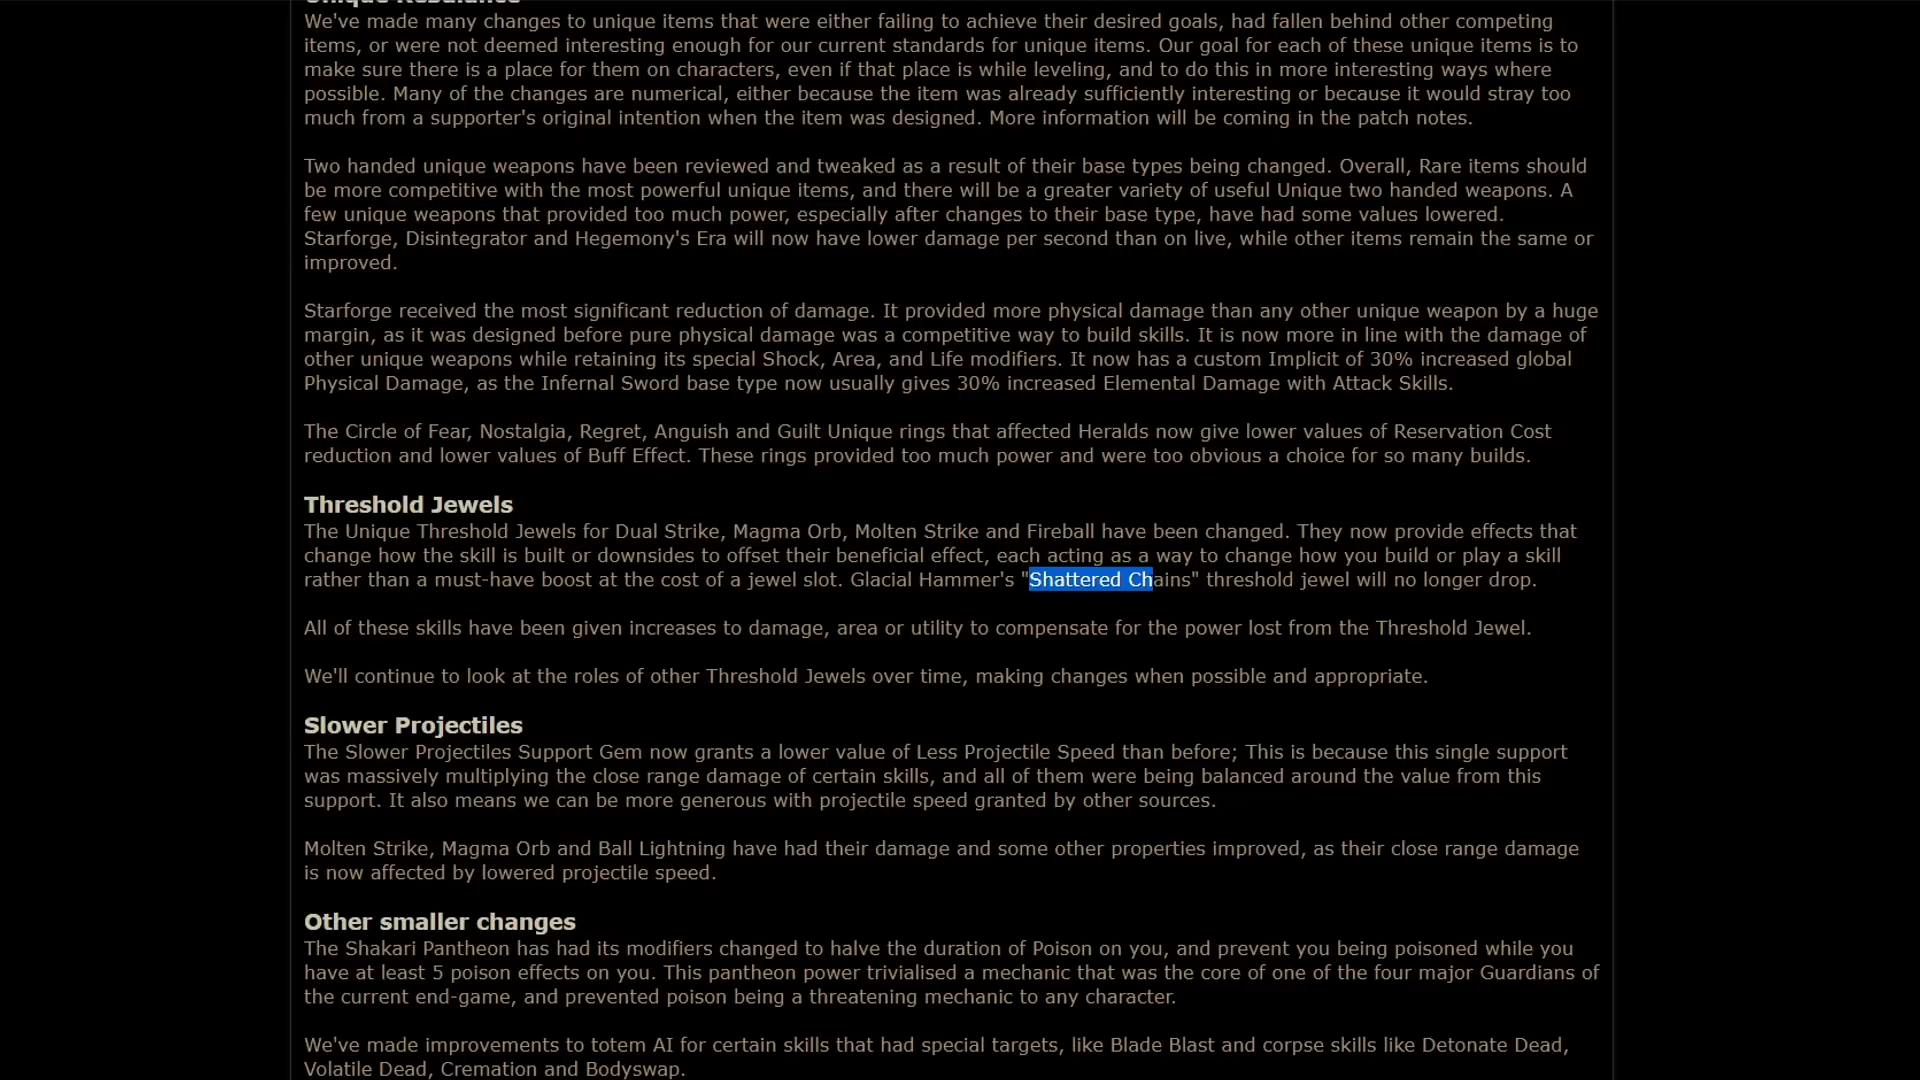 Unique Rebalance
We've made many changes to unique items that were either failing to achieve their desired goals, had fallen behind other competing
items, or were not deemed interesting enough for our current standards for unique items. Our goal for each of these unique items is to
make sure there is a place for them on characters, even if that place is while leveling, and to do this in more interesting ways where
possible. Many of the changes are numerical, either because the item was already sufficiently interesting or because it would stray too
much from a supporter's original intention when the item was designed. More information will be coming in the patch notes.
Two handed unique weapons have been reviewed and tweaked as a result of their base types being changed. Overall, Rare items should
be more competitive with the most powerful unique items, and there will be a greater variety of useful Unique two handed weapons. A
few unique weapons that provided too much power, especially after changes to their base type, have had some values lowered.
Starforge, Disintegrator and Hegemony's Era will now have lower damage per second than on live, while other items remain the same or
improved.
Starforge received the most significant reduction of damage. It provided more physical damage than any other unique weapon by a huge
margin, as it was designed before pure physical damage was a competitive way to build skills. It is now more in line with the damage of
other unique weapons while retaining its special Shock, Area, and Life modifiers. It now has a custom Implicit of 30% increased global
Physical Damage, as the Infernal Sword base type now usually gives 30% increased Elemental Damage with Attack Skills.
The Circle of Fear, Nostalgia, Regret, Anguish and Guilt Unique rings that affected Heralds now give lower values of Reservation Cost
reduction and lower values of Buff Effect. These rings provided too much power and were too obvious a choice for so many builds.
Threshold Jewels
The Unique Threshold Jewels for Dual Strike, Magma Orb, Molten Strike and Fireball have been changed. They now provide effects that
change how the skill is built or downsides to offset their beneficial effect, each acting as a way to change how you build or play a skill
rather than a must-have boost at the cost of a jewel slot. Glacial Hammer's "Shattered Chains" threshold jewel will no longer drop.
All of these skills have been given increases to damage, area or utility to compensate for the power lost from the Threshold Jewel.
We'll continue to look at the roles of other Threshold Jewels over time, making changes when possible and appropriate.
Slower Projectiles
The Slower Projectiles Support Gem now grants a lower value of Less Projectile Speed than before; This is because this single support
was massively multiplying the close range damage of certain skills, and all of them were being balanced around the value from this
support. It also means we can be more generous with projectile speed granted by other sources.
Molten Strike, Magma Orb and Ball Lightning have had their damage and some other properties improved, as their close range damage
is now affected by lowered projectile speed.
Other smaller changes
The Shakari Pantheon has had its modifiers changed to halve the duration of Poison on you, and prevent you being poisoned while you
have at least 5 poison effects on you. This pantheon power trivialised a mechanic that was the core of one of the four major Guardians of
the current end-game, and prevented poison being a threatening mechanic to any character.
We've made improvements to totem AI for certain skills that had special targets, like Blade Blast and corpse skills like Detonate Dead,
Volatile Dead, Cremation and Bodyswap.